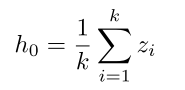 h_0 = \frac{1}{k} \sum_{i=1}^{k} z_i